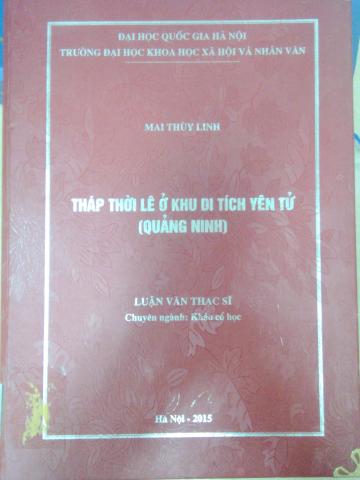 ĐẠI HỌC QUỐC GIA HÀ NỘI
TRƯỜNG ĐẠI HỌC KHOA HỌC XÃ HỘI VÀ NHÂN VĂN
MAI THÙY LINH
THÁP THỜI LÊ Ở KHU DI TÍCH YÊN TỬ
(QUẢNG NINH)
LUẬN VĂN THẠC SĨ
Chuyên ngành: Khảo cổ học
Hà Nội - 2015